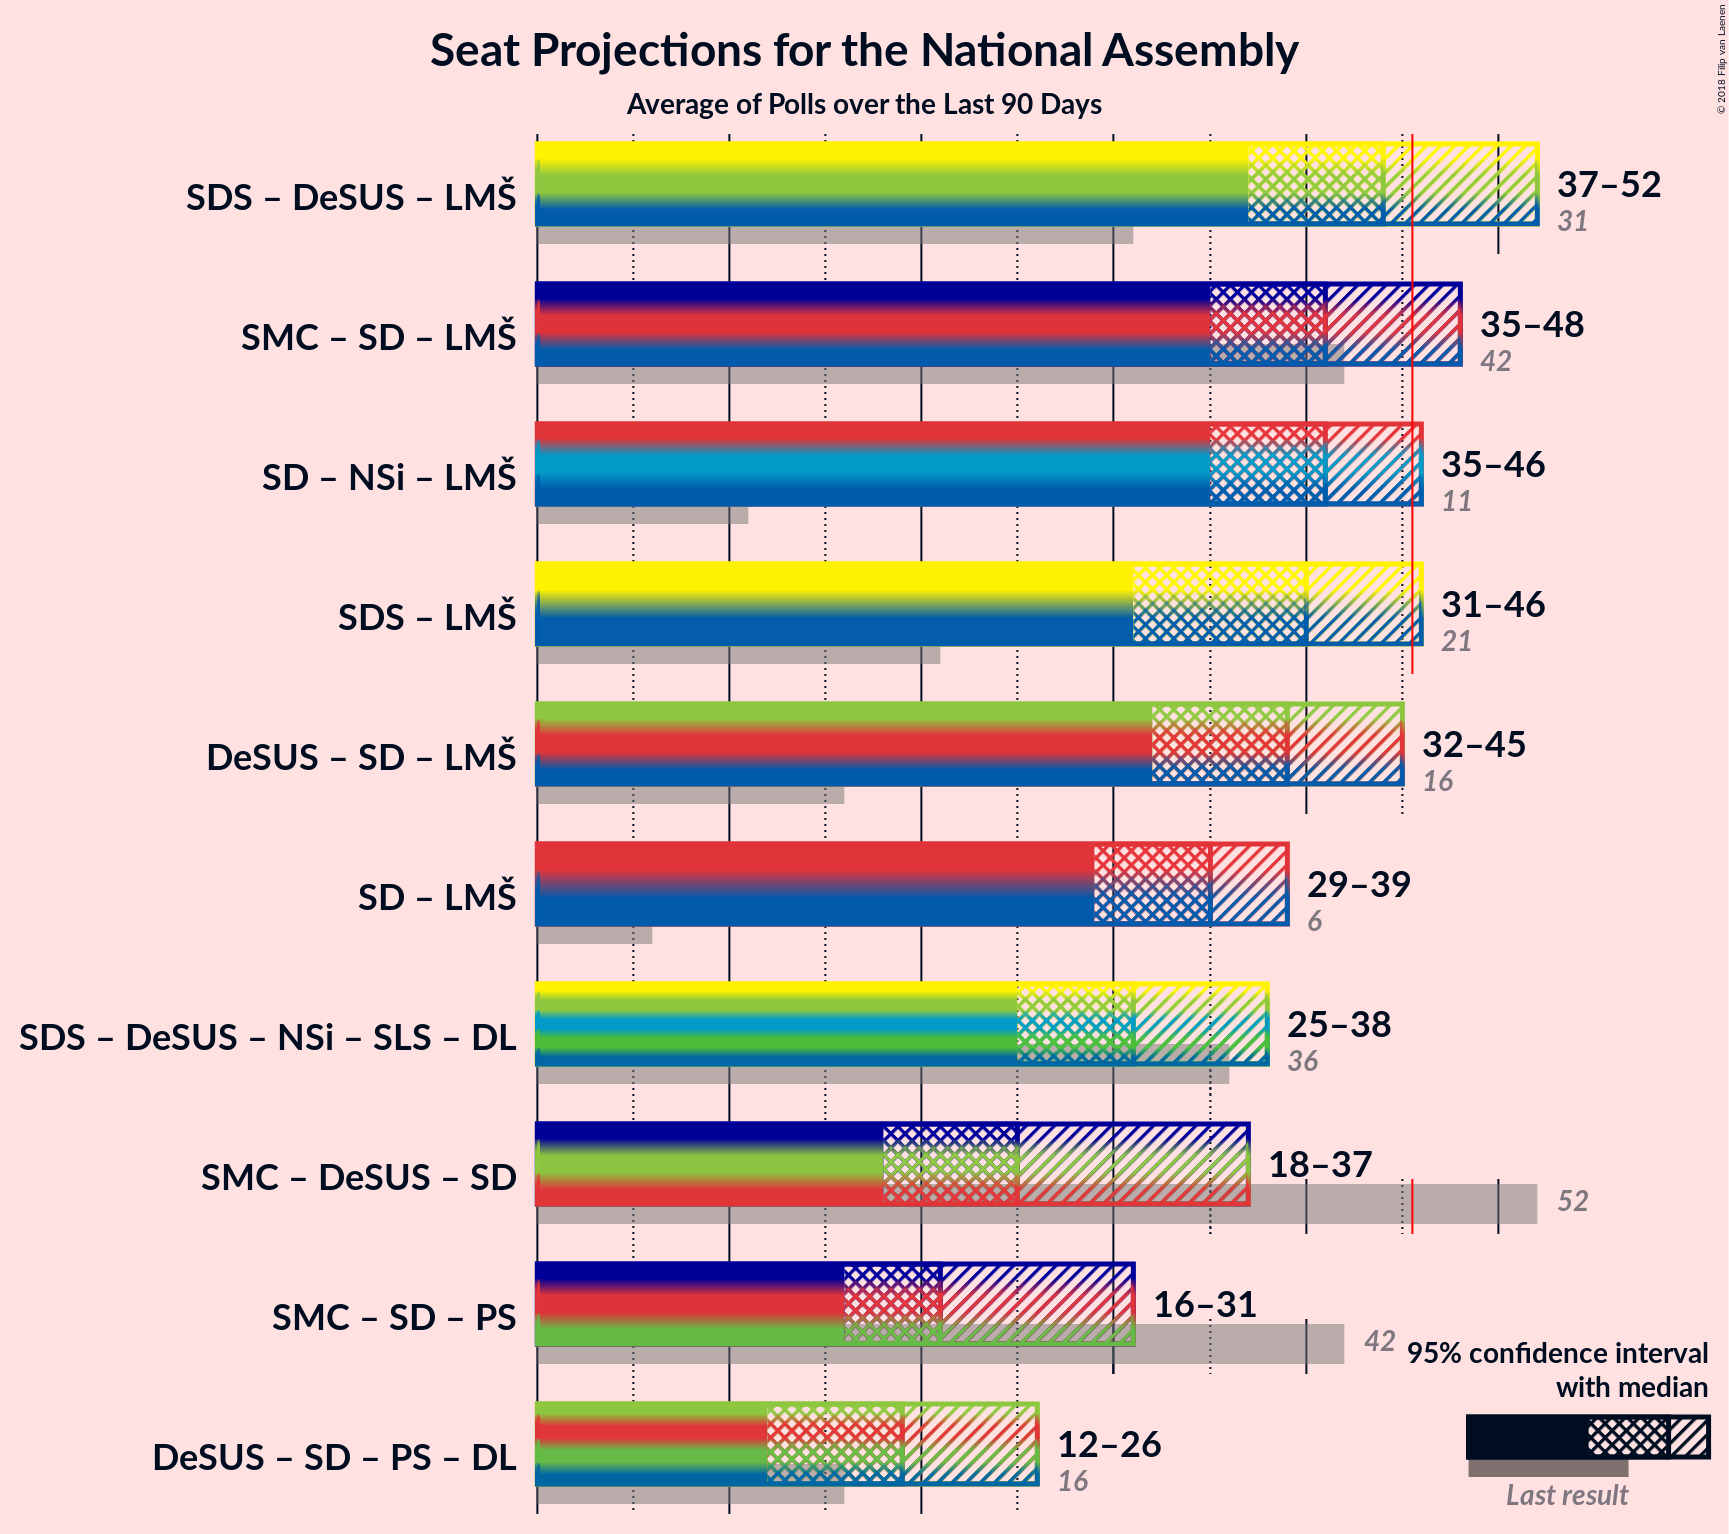 Seat Projections for the National Assembly
Average of Polls over the Last 90 Days
© 2018 Filip van Laenen
SDS – DeSUS – LMŠ
37–52
31
SMC – SD – LMŠ
35–48
42
SD – NSi – LMŠ
35–46
11
SDS – LMŠ
31–46
21
DeSUS – SD – LMŠ
32–45
16
SD – LMŠ
29–39
6
SDS – DeSUS – NSi – SLS – DL
25–38
36
SMC – DeSUS – SD
18–37
52
SMC – SD – PS
16–31
42
DeSUS – SD – PS – DL
12–26
16
95% confidence interval
with median
Last result